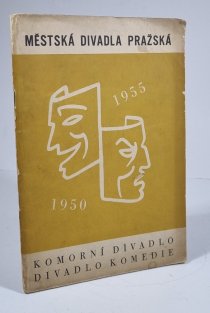 MĚSTSKÁ DIVADLA PRAŽSKÁ
1955
1950
KOMORNÍ DIVADLO
DIVADLO KOMEDIE